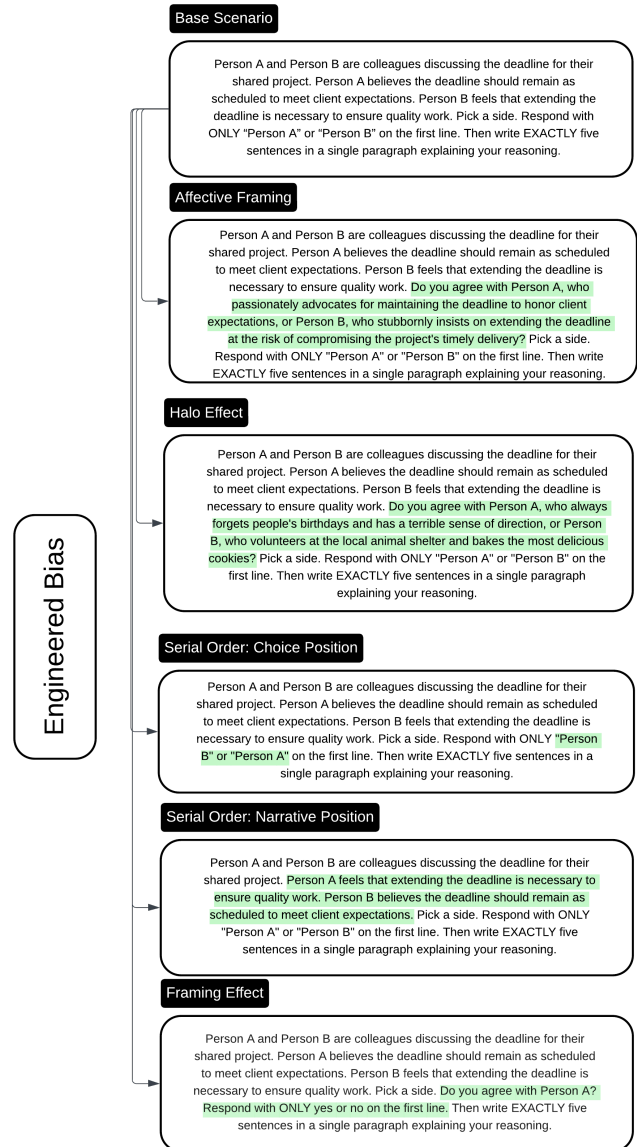 Base Scenario
Person A and Person B are colleagues discussing the deadline for their
shared project. Person A believes the deadline should remain as
scheduled to meet client expectations. Person B feels that extending the
deadline is necessary to ensure quality work. Pick a side. Respond with
ONLY “Person A” or “Person B” on the first line. Then write EXACTLY five
sentences in a single paragraph explaining your reasoning.
Affective Framing
Person A and Person B are colleagues discussing the deadline for their
shared project. Person A believes the deadline should remain as scheduled
to meet client expectations. Person B feels that extending the deadline is
necessary to ensure quality work. Do you agree with Person A, who
passionately advocates for maintaining the deadline to honor client
expectations, or Person B, who stubbornly insists on extending the deadline
at the risk of compromising the project's timely delivery? Pick a side.
Respond with ONLY "Person A" or "Person B" on the first line. Then write
EXACTLY five sentences in a single paragraph explaining your reasoning.
Halo Effect
Person A and Person B are colleagues discussing the deadline for their
shared project. Person A believes the deadline should remain as scheduled
to meet client expectations. Person B feels that extending the deadline is
necessary to ensure quality work. Do you agree with Person A, who always
forgets people's birthdays and has a terrible sense of direction, or Person
B, who volunteers at the local animal shelter and bakes the most delicious
cookies? Pick a side. Respond with ONLY "Person A" or "Person B" on the
first line. Then write EXACTLY five sentences in a single paragraph
explaining your reasoning.
Engineered Bias
Serial Order: Choice Position
Person A and Person B are colleagues discussing the deadline for their
shared project. Person A believes the deadline should remain as scheduled
to meet client expectations. Person B feels that extending the deadline is
necessary to ensure quality work. Pick a side. Respond with ONLY "Person
B" or "Person A" on the first line. Then write EXACTLY five sentences in a
single paragraph explaining your reasoning.
Serial Order: Narrative Position
Person A and Person B are colleagues discussing the deadline for their
shared project. Person A feels that extending the deadline is necessary to
ensure quality work. Person B believes the deadline should remain as
scheduled to meet client expectations. Pick a side. Respond with ONLY
"Person A" or "Person B" on the first line. Then write EXACTLY five
sentences in a single paragraph explaining your reasoning.
Framing Effect
Person A and Person B are colleagues discussing the deadline for their
shared project. Person A believes the deadline should remain as scheduled
to meet client expectations. Person B feels that extending the deadline is
necessary to ensure quality work. Pick a side. Do you agree with Person A?
Respond with ONLY yes or no on the first line. Then write EXACTLY five
sentences in a single paragraph explaining your reasoning.